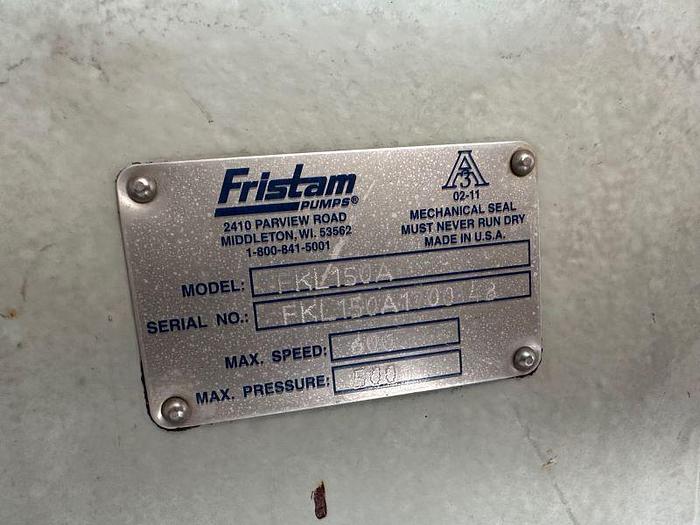 Fristam
PUMPS®
2410 PARVIEW ROAD
MIDDLETON, WI. 53562
1-800-841-5001
A
3
02-11
MECHANICAL SEAL
MUST NEVER RUN DRY
MADE IN U.S.A.
MODEL: FKL150A
SERIAL NO.:
MAX. SPEED:
MAX. PRESSURE: 500